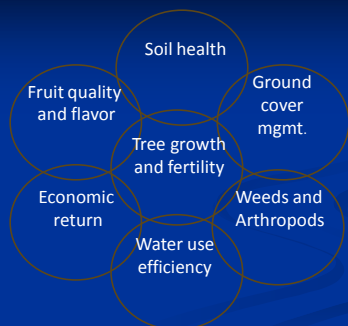 Soil health
Fruit quality
and flavor
Ground
cover
mgmt.
Tree growth
and fertility
Economic
return
Weeds and
Arthropods
Water use
efficiency